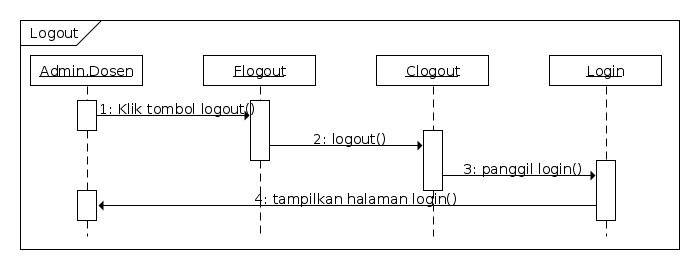 Logout
Admin,Dosen
Flogout
Clogout
Login
1: Klik tombol logout()
2: logout()
3: panggil login()
4: tampilkan halaman login()